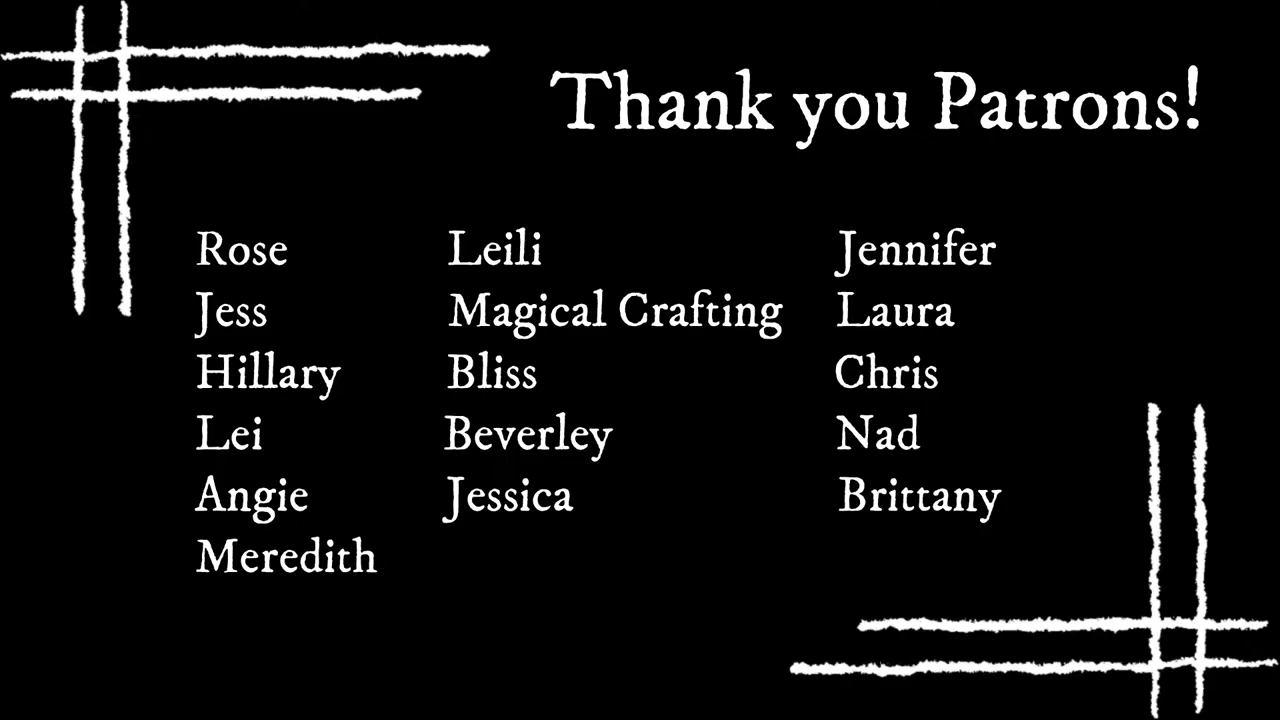 Thank you Patrons!
Rose
Jess
Hillary
Lei
Angie
Meredith
Leili
Magical Crafting
Bliss
Beverley
Jessica
Jennifer
Laura
Chris
Nad
Brittany